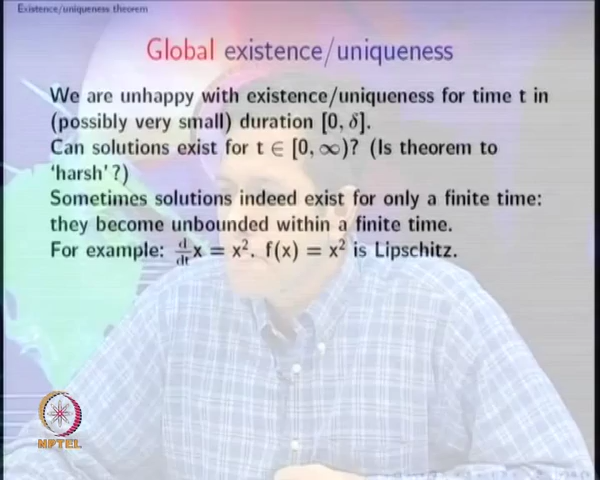 Existence/uniqueness theorem
Global existence/uniqueness
We are unhappy with existence/uniqueness for time t in
(possibly very small) duration [0, δ].
Can solutions exist for t ∈ [0, ∞)? (Is theorem to
'harsh'?)
Sometimes solutions indeed exist for only a finite time:
they become unbounded within a finite time.
For example: d/dt x = x². f(x) = x² is Lipschitz.
NPTEL